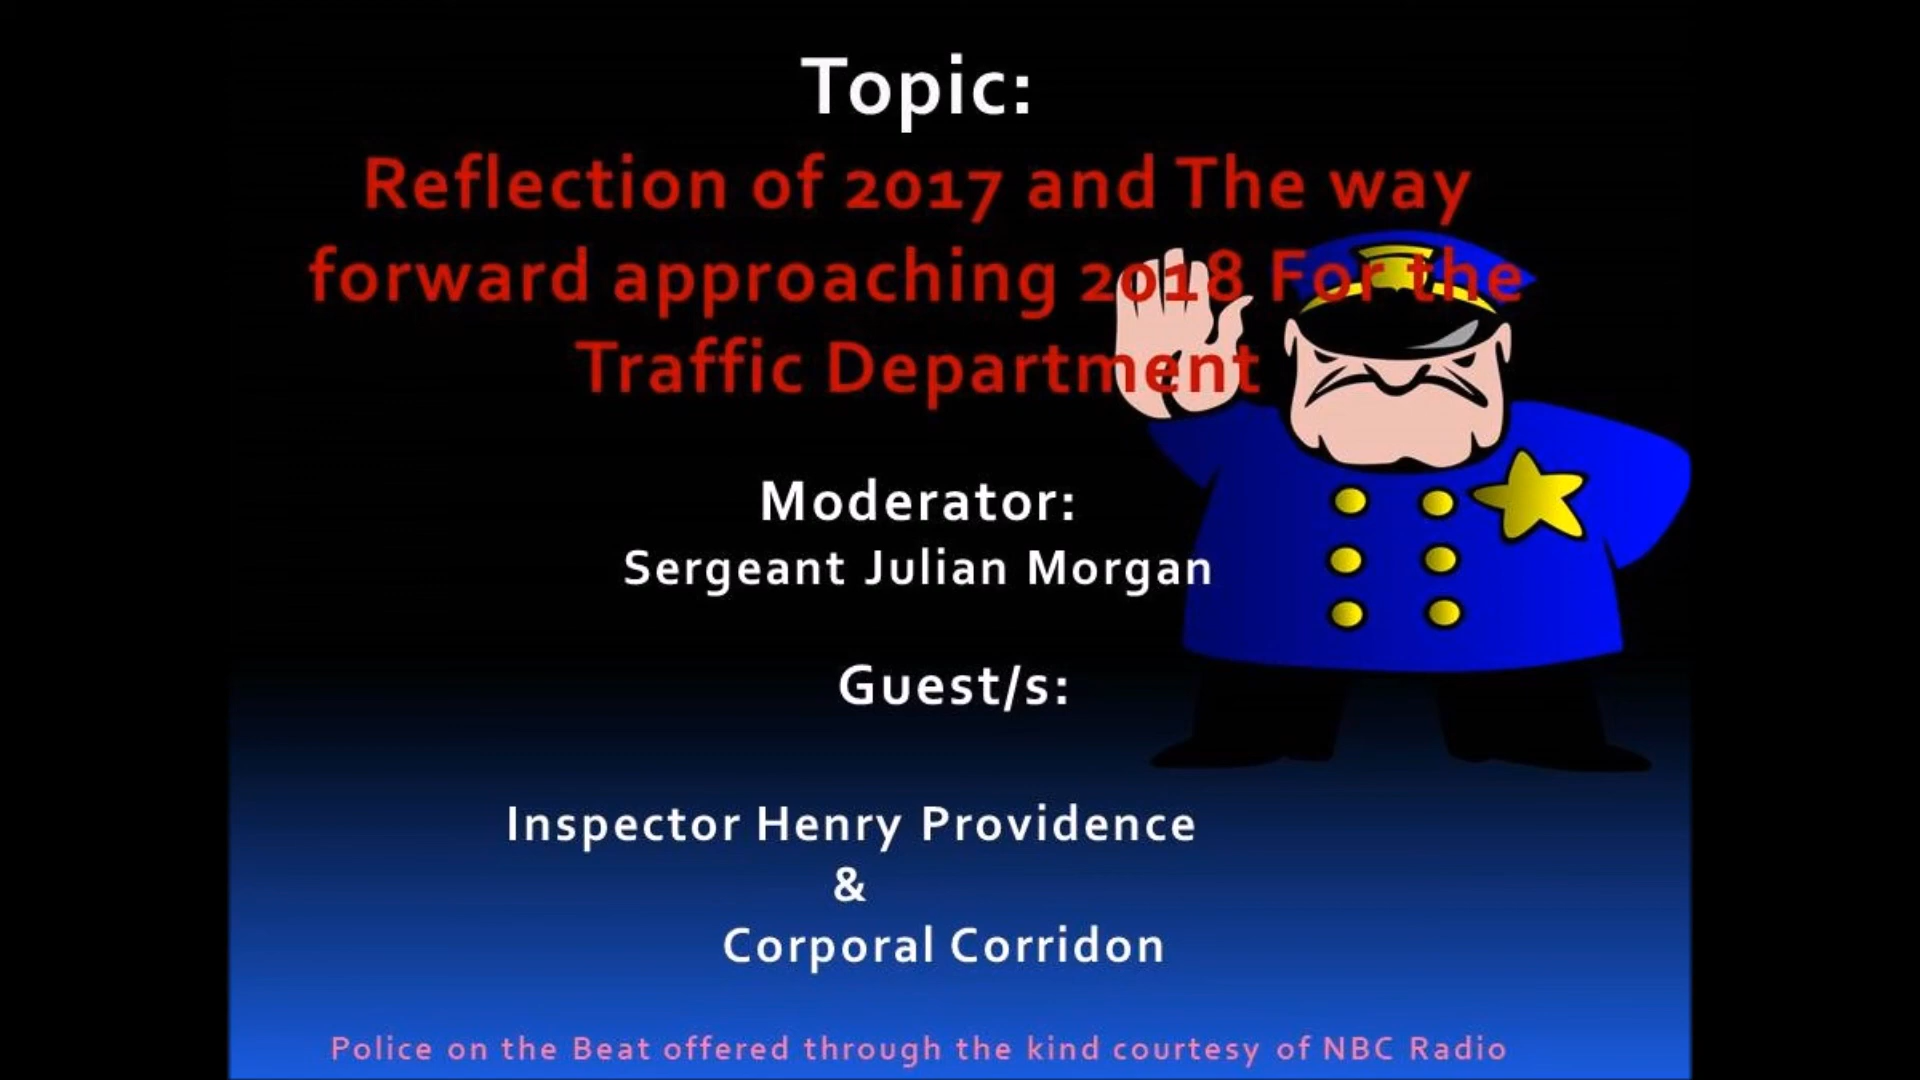 Topic:
Reflection of 2017 and The way
forward approaching 2018 For the
Traffic Department
Moderator:
Sergeant Julian Morgan
Guest/s:
Inspector Henry Providence
&
Corporal Corridon
Police on the Beat offered through the kind courtesy of NBC Radio